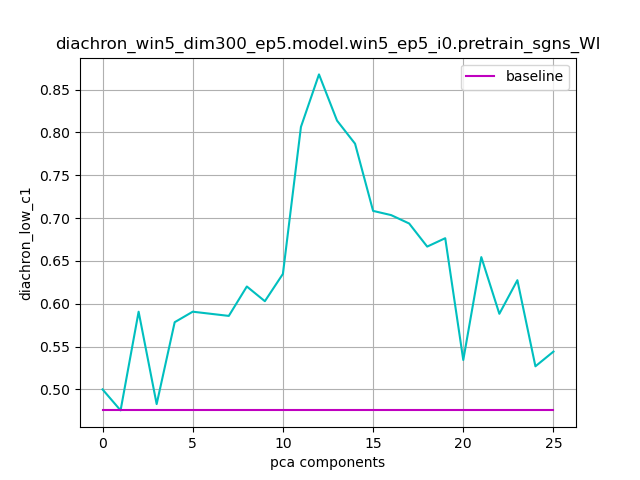 diachron_win5_dim300_ep5.model.win5_ep5_i0.pretrain_sgns_WI
baseline
0.85
0.80
0.75
0.70
0.65
0.60
0.55
0.50
diachron_low_c1
0 5 10 15 20 25
pca components